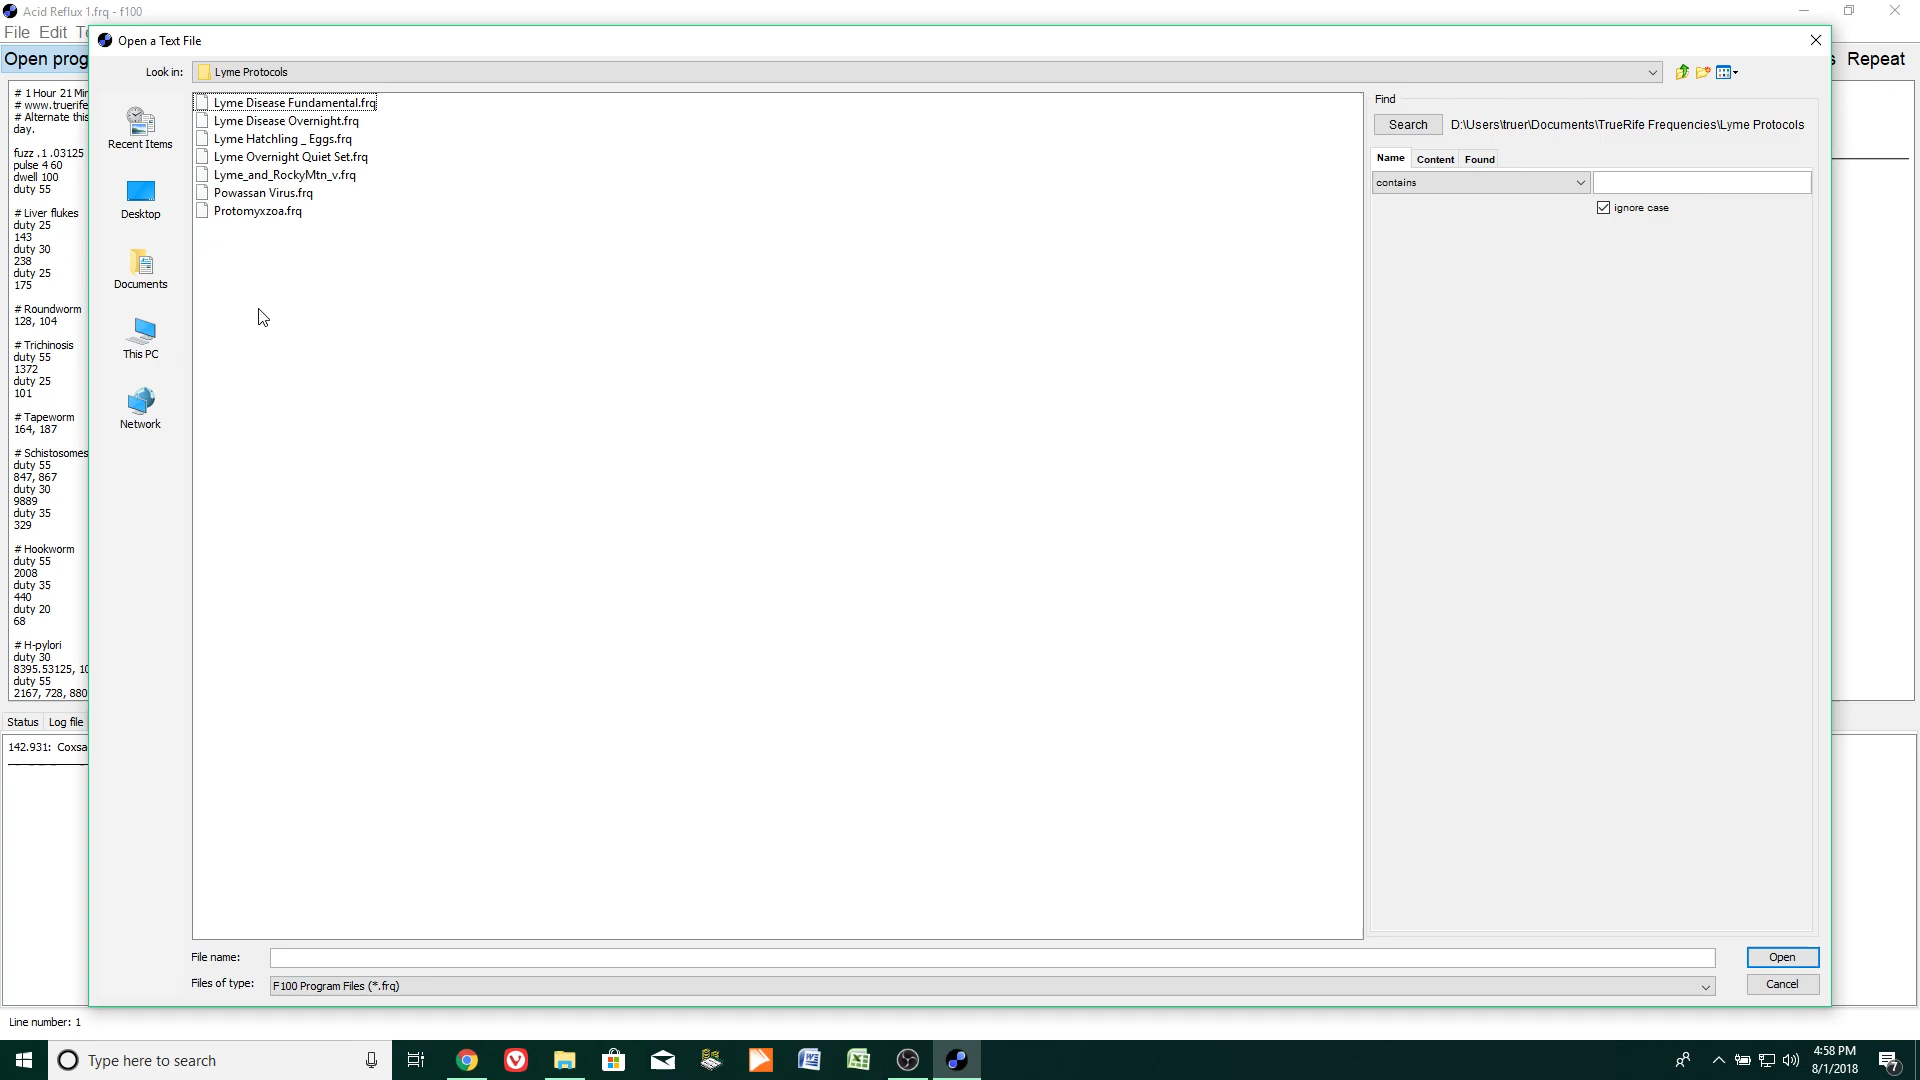 Acid Reflux 1.frq - f100
File Edit
Open a Text File
Open prog
Repeat
Look in:
Lyme Protocols
Recent Items
Desktop
Documents
This PC
Network
Lyme Disease Fundamental.frq
Lyme Disease Overnight.frq
Lyme Hatchling _ Eggs.frq
Lyme Overnight Quiet Set.frq
Lyme_and_RockyMtn_v.frq
Powassan Virus.frq
Protomyxzoa.frq
Find
Search D:\Users\truer\Documents\TrueRife Frequencies\Lyme Protocols
Name Content Found
contains
ignore case
# 1 Hour 21 Min
# www.truerife
# Alternate this
day.
fuzz .1 .03125
pulse 4 60
dwell 100
duty 55
# Liver flukes
duty 25
143
duty 30
238
duty 25
175
# Roundworm
128, 104
# Trichinosis
duty 55
1372
duty 25
101
# Tapeworm
164, 187
# Schistosomes
duty 55
847, 867
duty 30
9889
duty 35
329
# Hookworm
duty 55
2008
duty 35
440
duty 20
68
# H-pylori
duty 30
8395.53125, 10
duty 55
2167, 728, 880
Status Log file
142.931: Coxsa
File name:
Open
Files of type:
F100 Program Files (*.frq)
Cancel
Line number: 1
Type here to search
4:58 PM
8/1/2018
7